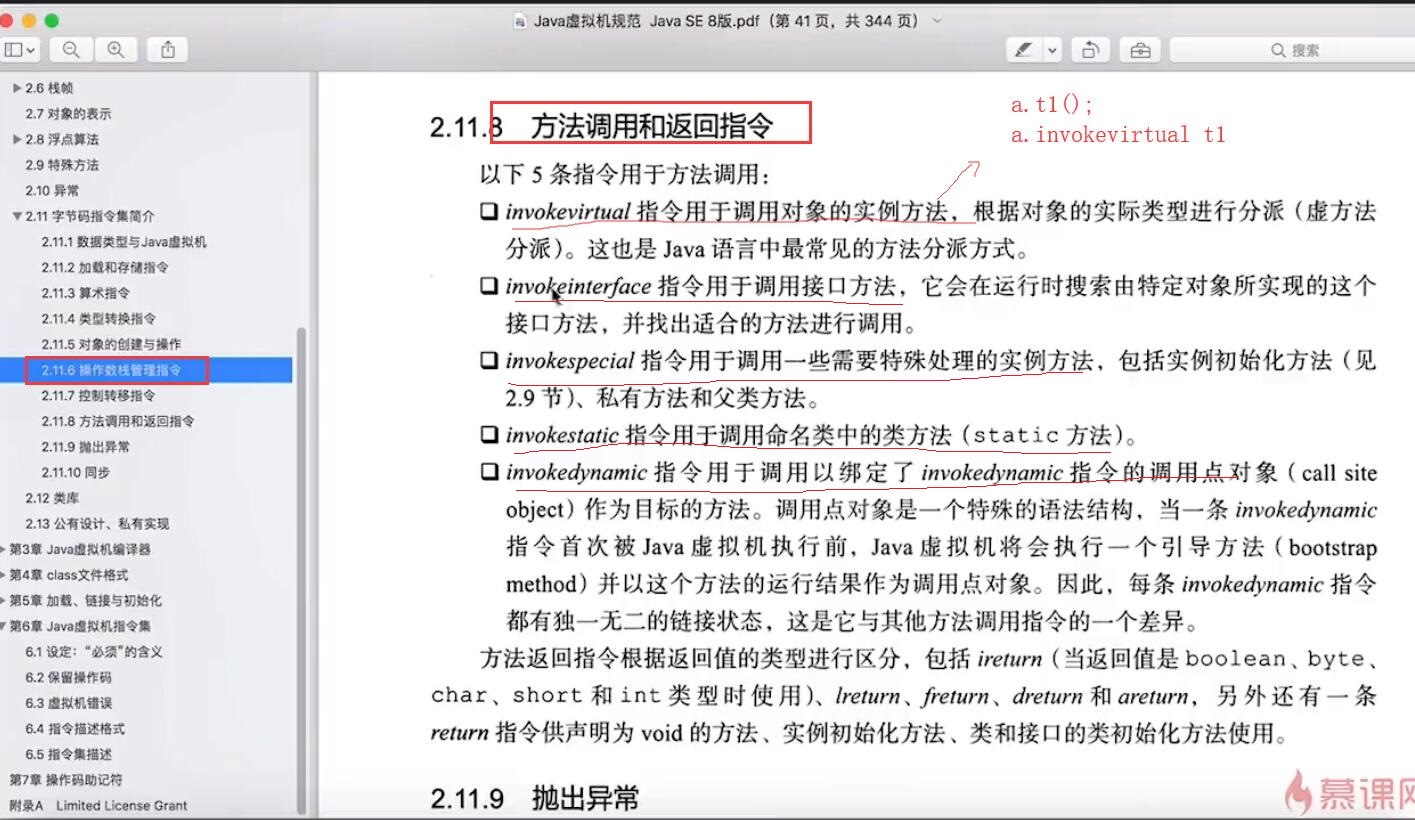 Java虚拟机规范 Java SE 8版.pdf（第 41 页，共 344 页）
搜索
2.6 栈帧
2.7 对象的表示
2.8 浮点算法
2.9 特殊方法
2.10 异常
2.11 字节码指令集简介
2.11.1 数据类型与Java虚拟机
2.11.2 加载和存储指令
2.11.3 算术指令
2.11.4 类型转换指令
2.11.5 对象的创建与操作
2.11.6 操作数栈管理指令
2.11.7 控制转移指令
2.11.8 方法调用和返回指令
2.11.9 抛出异常
2.11.10 同步
2.12 类库
2.13 公有设计、私有实现
第3章 Java虚拟机编译器
第4章 class文件格式
第5章 加载、链接与初始化
第6章 Java虚拟机指令集
6.1 设定：“必须”的含义
6.2 保留操作码
6.3 虚拟机错误
6.4 指令描述格式
6.5 指令集描述
第7章 操作码助记符
附录A Limited License Grant
a.t1();
a.invokevirtual t1
2.11.8 方法调用和返回指令
以下 5 条指令用于方法调用：
invokevirtual 指令用于调用对象的实例方法，根据对象的实际类型进行分派（虚方法
分派）。这也是 Java 语言中最常见的方法分派方式。
invokeinterface 指令用于调用接口方法，它会在运行时搜索由特定对象所实现的这个
接口方法，并找出适合的方法进行调用。
invokespecial 指令用于调用一些需要特殊处理的实例方法，包括实例初始化方法（见
2.9 节）、私有方法和父类方法。
invokestatic 指令用于调用命名类中的类方法（static 方法）。
invokedynamic 指令用于调用以绑定了 invokedynamic 指令的调用点对象（call site
object）作为目标的方法。调用点对象是一个特殊的语法结构，当一条 invokedynamic
指令首次被 Java 虚拟机执行前，Java 虚拟机将会执行一个引导方法（bootstrap
method）并以这个方法的运行结果作为调用点对象。因此，每条 invokedynamic 指令
都有独一无二的链接状态，这是它与其他方法调用指令的一个差异。
方法返回指令根据返回值的类型进行区分，包括 ireturn（当返回值是 boolean、byte、
char、short 和 int 类型时使用）、lreturn、freturn、dreturn 和 areturn，另外还有一条
return 指令供声明为 void 的方法、实例初始化方法、类和接口的类初始化方法使用。
2.11.9 抛出异常
慕课网